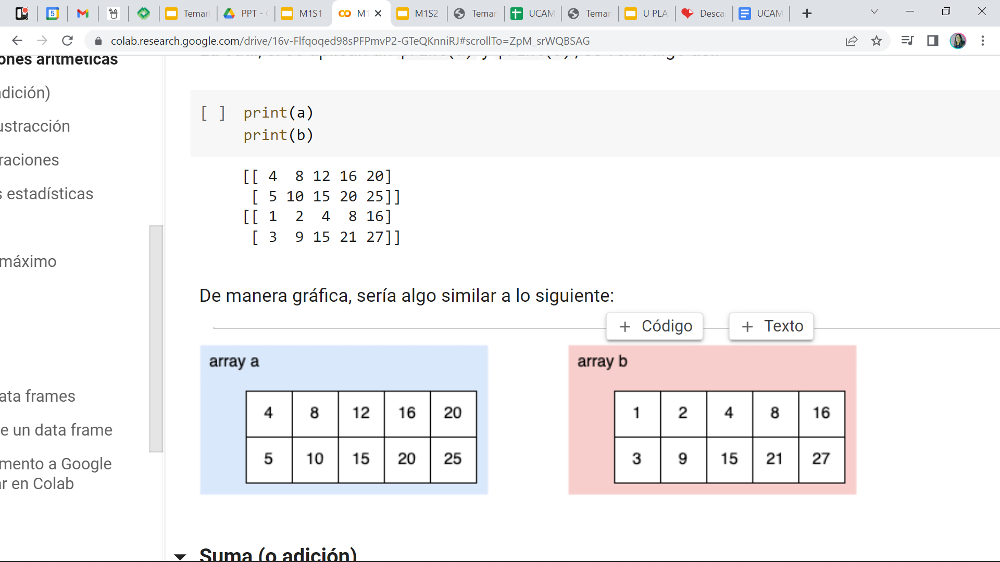 5
Temari
PPT -
M1S1_
M1
M1S2_
Temar
UCAM
Temar
U PLA
Desca
UCAM
colab.research.google.com/drive/16v-Flfqoqed98sPFPmvP2-GTeQKnniRJ#scrollTo=ZpM_srWQBSAG
ones aritméticas
adición)
ustracción
raciones
s estadísticas
máximo
ata frames
e un data frame
mento a Google
ar en Colab
[ ] print(a)
print(b)
[[ 4  8 12 16 20]
 [ 5 10 15 20 25]]
[[ 1  2  4  8 16]
 [ 3  9 15 21 27]]
De manera gráfica, sería algo similar a lo siguiente:
+ Código + Texto
array a
4 8 12 16 20
5 10 15 20 25
array b
1 2 4 8 16
3 9 15 21 27
Suma (o adición)